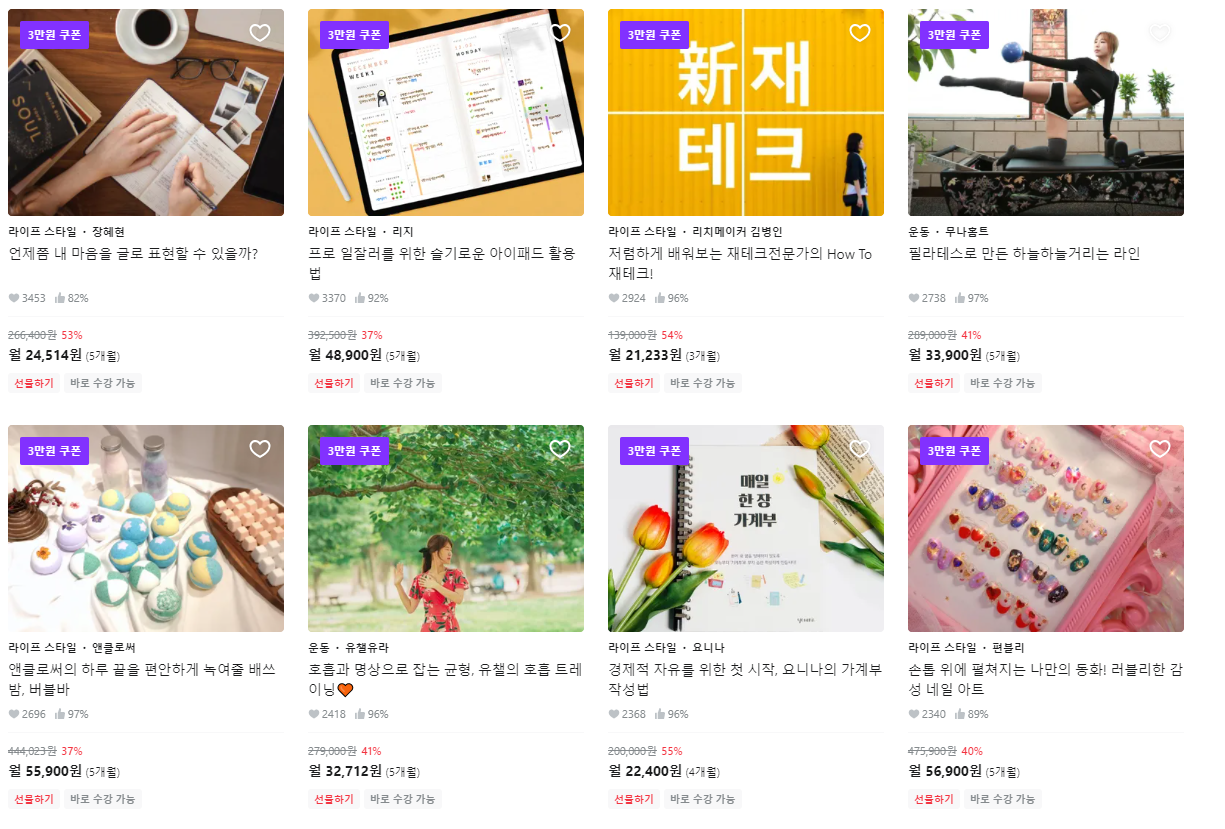 3만원 쿠폰
SOUL
라이프 스타일 · 장혜현
언제쯤 내 마음을 글로 표현할 수 있을까?
3453 82%
266,400원 53%
월 24,514원 (5개월)
선물하기 바로 수강 가능
3만원 쿠폰
DECEMBER
WEEK1
MONDAY
라이프 스타일 · 리지
프로 일잘러를 위한 슬기로운 아이패드 활용
법
3370 92%
392,500원 37%
월 48,900원 (5개월)
선물하기 바로 수강 가능
3만원 쿠폰
新재
테크
라이프 스타일 · 리치메이커 김병인
저렴하게 배워보는 재테크전문가의 How To
재테크!
2924 96%
139,000원 54%
월 21,233원 (3개월)
선물하기 바로 수강 가능
3만원 쿠폰
운동 · 무나홈트
필라테스로 만든 하늘하늘거리는 라인
2738 97%
289,000원 41%
월 33,900원 (5개월)
선물하기 바로 수강 가능
3만원 쿠폰
라이프 스타일 · 앤클로써
앤클로써의 하루 끝을 편안하게 녹여줄 배쓰
밤, 버블바
2696 97%
444,023원 37%
월 55,900원 (5개월)
선물하기 바로 수강 가능
3만원 쿠폰
운동 · 유챌유라
호흡과 명상으로 잡는 균형, 유챌의 호흡 트레
이닝🧡
2418 96%
279,000원 41%
월 32,712원 (5개월)
선물하기 바로 수강 가능
3만원 쿠폰
매일
한 장
가계부
라이프 스타일 · 요니나
경제적 자유를 위한 첫 시작, 요니나의 가계부
작성법
2368 96%
200,000원 55%
월 22,400원 (4개월)
선물하기 바로 수강 가능
3만원 쿠폰
라이프 스타일 · 편블리
손톱 위에 펼쳐지는 나만의 동화! 러블리한 감
성 네일 아트
2340 89%
475,900원 40%
월 56,900원 (5개월)
선물하기 바로 수강 가능